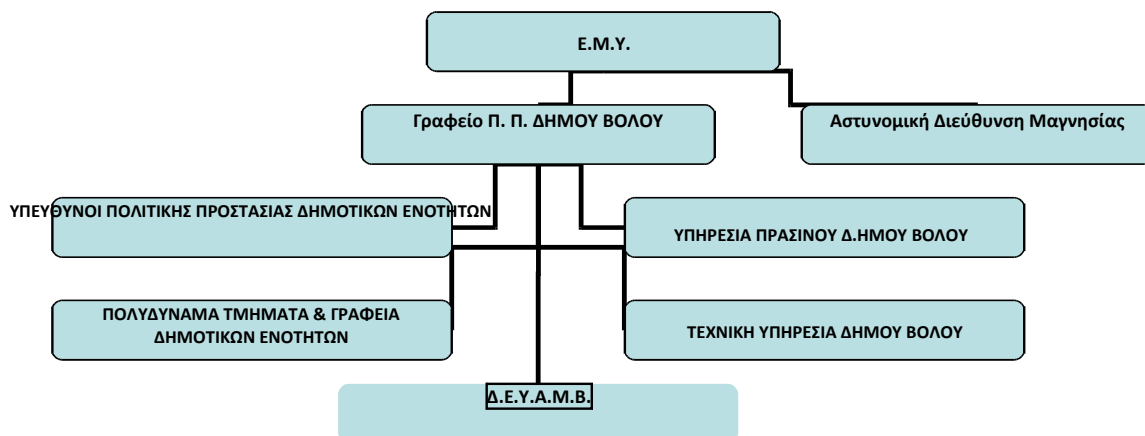 Ε.Μ.Υ.
Γραφείο Π. Π. ΔΗΜΟΥ ΒΟΛΟΥ
Αστυνομική Διεύθυνση Μαγνησίας
ΥΠΕΥΘΥΝΟΙ ΠΟΛΙΤΙΚΗΣ ΠΡΟΣΤΑΣΙΑΣ ΔΗΜΟΤΙΚΩΝ ΕΝΟΤΗΤΩΝ
ΥΠΗΡΕΣΙΑ ΠΡΑΣΙΝΟΥ Δ.ΗΜΟΥ ΒΟΛΟΥ
ΠΟΛΥΔΥΝΑΜΑ ΤΜΗΜΑΤΑ & ΓΡΑΦΕΙΑ
ΔΗΜΟΤΙΚΩΝ ΕΝΟΤΗΤΩΝ
ΤΕΧΝΙΚΗ ΥΠΗΡΕΣΙΑ ΔΗΜΟΥ ΒΟΛΟΥ
Δ.Ε.Υ.Α.Μ.Β.